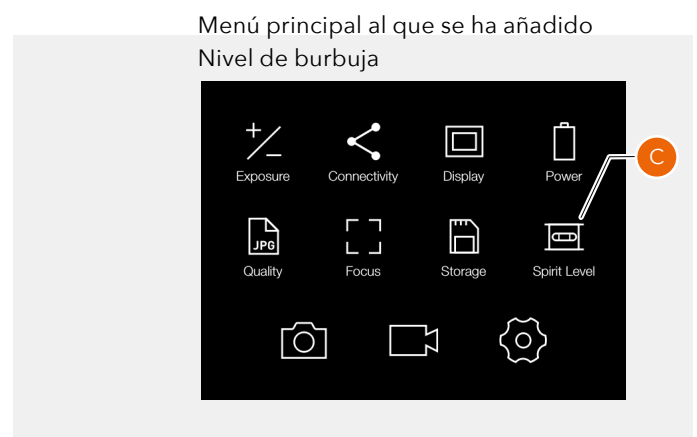 Menú principal al que se ha añadido
Nivel de burbuja
Exposure Connectivity Display Power
C
JPG
Quality Focus Storage Spirit Level